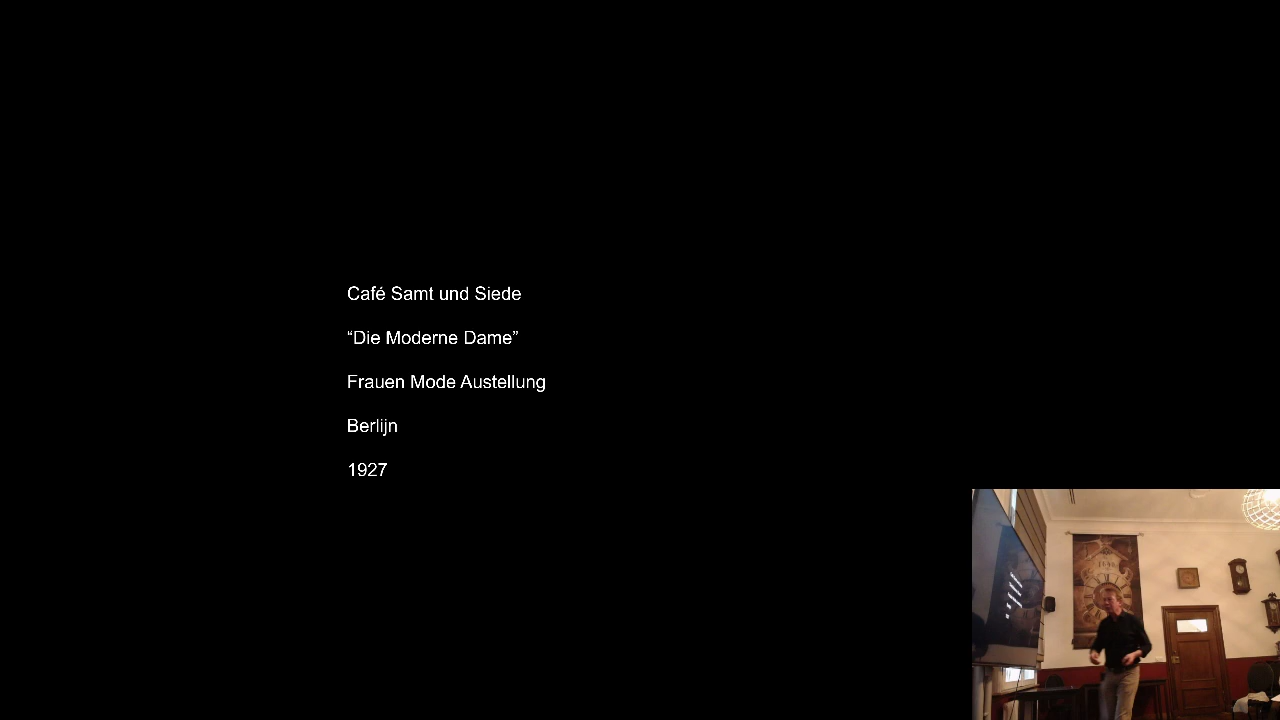 Café Samt und Siede
“Die Moderne Dame”
Frauen Mode Austellung
Berlijn
1927